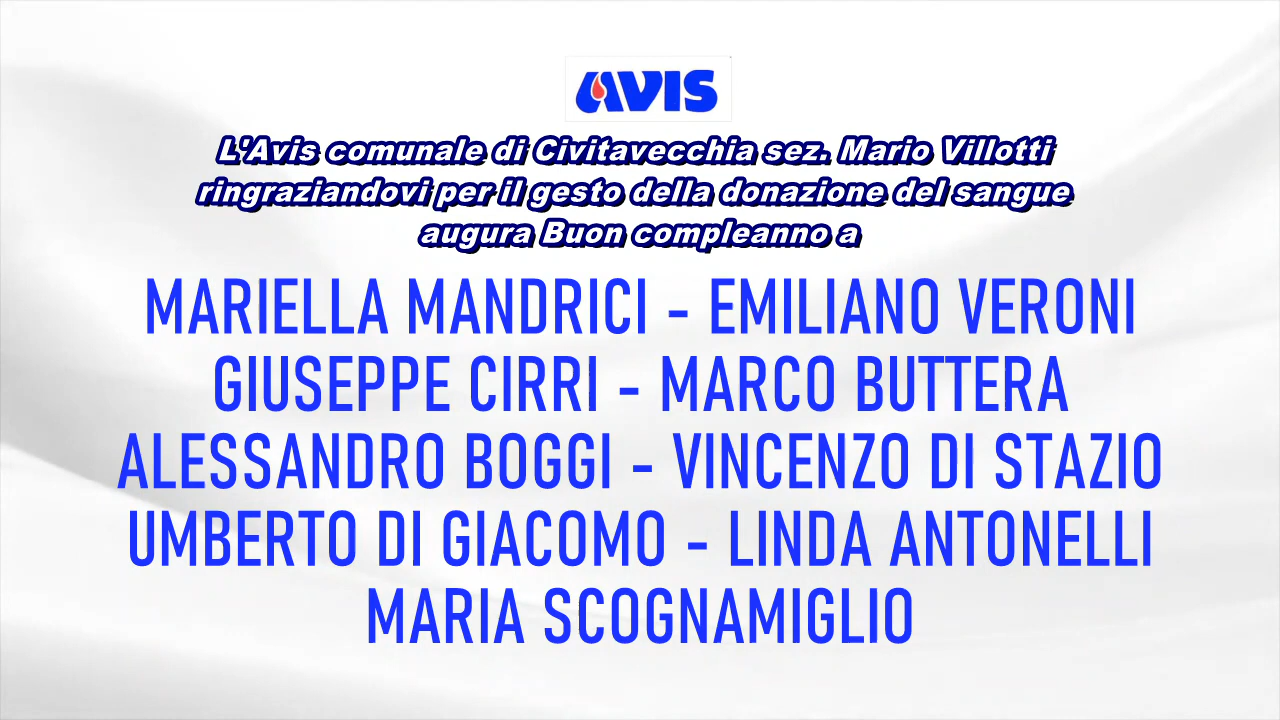 AVIS
L'Avis comunale di Civitavecchia sez. Mario Villotti
ringraziandovi per il gesto della donazione del sangue
augura Buon compleanno a
MARIELLA MANDRICI - EMILIANO VERONI
GIUSEPPE CIRRI - MARCO BUTTERA
ALESSANDRO BOGGI - VINCENZO DI STAZIO
UMBERTO DI GIACOMO - LINDA ANTONELLI
MARIA SCOGNAMIGLIO